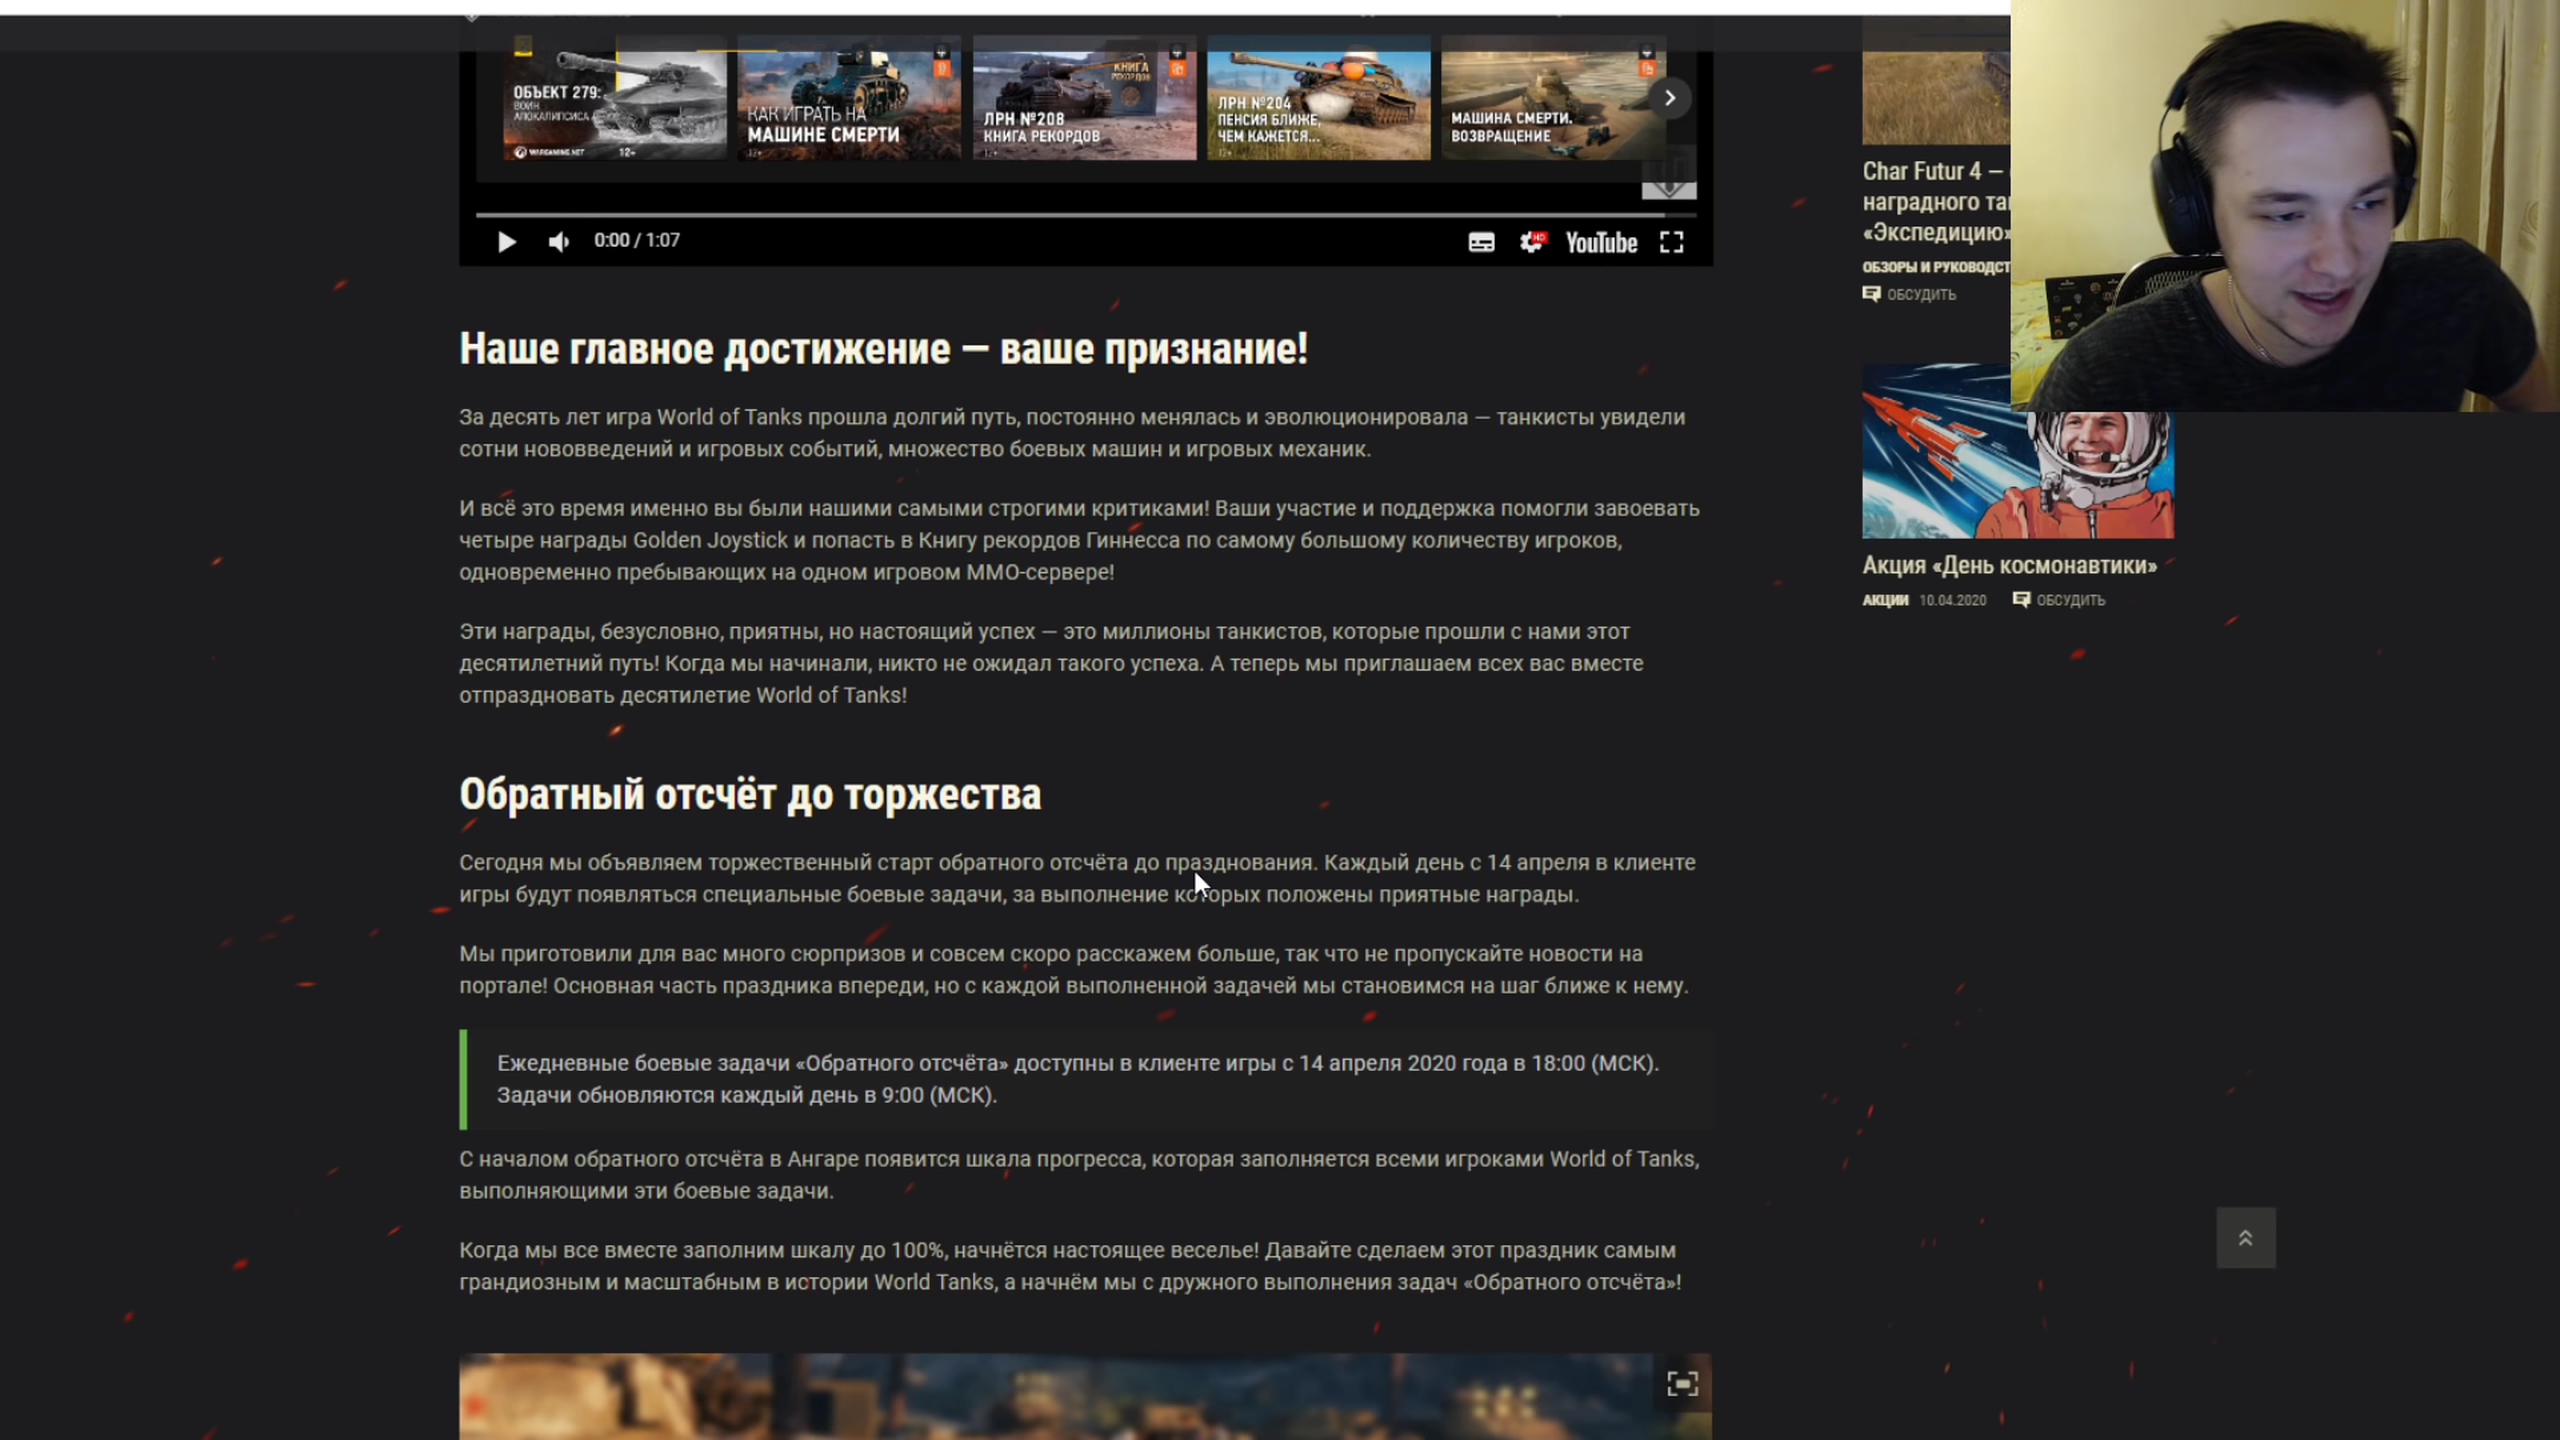 ОБЪЕКТ 279:
ВОИН
АПОКАЛИПСИСА
WARGAMING.NET 12+
КАК ИГРАТЬ НА
МАШИНЕ СМЕРТИ
12+
КНИГА
РЕКОРДОВ
ЛРН №208
КНИГА РЕКОРДОВ
12+
ЛРН №204
ПЕНСИЯ БЛИЖЕ,
ЧЕМ КАЖЕТСЯ...
12+
МАШИНА СМЕРТИ.
ВОЗВРАЩЕНИЕ
12+
0:00 / 1:07
HD
YouTube
Наше главное достижение — ваше признание!
За десять лет игра World of Tanks прошла долгий путь, постоянно менялась и эволюционировала — танкисты увидели
сотни нововведений и игровых событий, множество боевых машин и игровых механик.
И всё это время именно вы были нашими самыми строгими критиками! Ваши участие и поддержка помогли завоевать
четыре награды Golden Joystick и попасть в Книгу рекордов Гиннесса по самому большому количеству игроков,
одновременно пребывающих на одном игровом ММО-сервере!
Эти награды, безусловно, приятны, но настоящий успех — это миллионы танкистов, которые прошли с нами этот
десятилетний путь! Когда мы начинали, никто не ожидал такого успеха. А теперь мы приглашаем всех вас вместе
отпраздновать десятилетие World of Tanks!
Обратный отсчёт до торжества
Сегодня мы объявляем торжественный старт обратного отсчёта до празднования. Каждый день с 14 апреля в клиенте
игры будут появляться специальные боевые задачи, за выполнение которых положены приятные награды.
Мы приготовили для вас много сюрпризов и совсем скоро расскажем больше, так что не пропускайте новости на
портале! Основная часть праздника впереди, но с каждой выполненной задачей мы становимся на шаг ближе к нему.
Ежедневные боевые задачи «Обратного отсчёта» доступны в клиенте игры с 14 апреля 2020 года в 18:00 (МСК).
Задачи обновляются каждый день в 9:00 (МСК).
С началом обратного отсчёта в Ангаре появится шкала прогресса, которая заполняется всеми игроками World of Tanks,
выполняющими эти боевые задачи.
Когда мы все вместе заполним шкалу до 100%, начнётся настоящее веселье! Давайте сделаем этот праздник самым
грандиозным и масштабным в истории World Tanks, а начнём мы с дружного выполнения задач «Обратного отсчёта»!
Char Futur 4 —
наградного
«Экспедицию»
ОБСУДИТЬ
Акция «День космонавтики»
АКЦИИ 10.04.2020 ОБСУДИТЬ